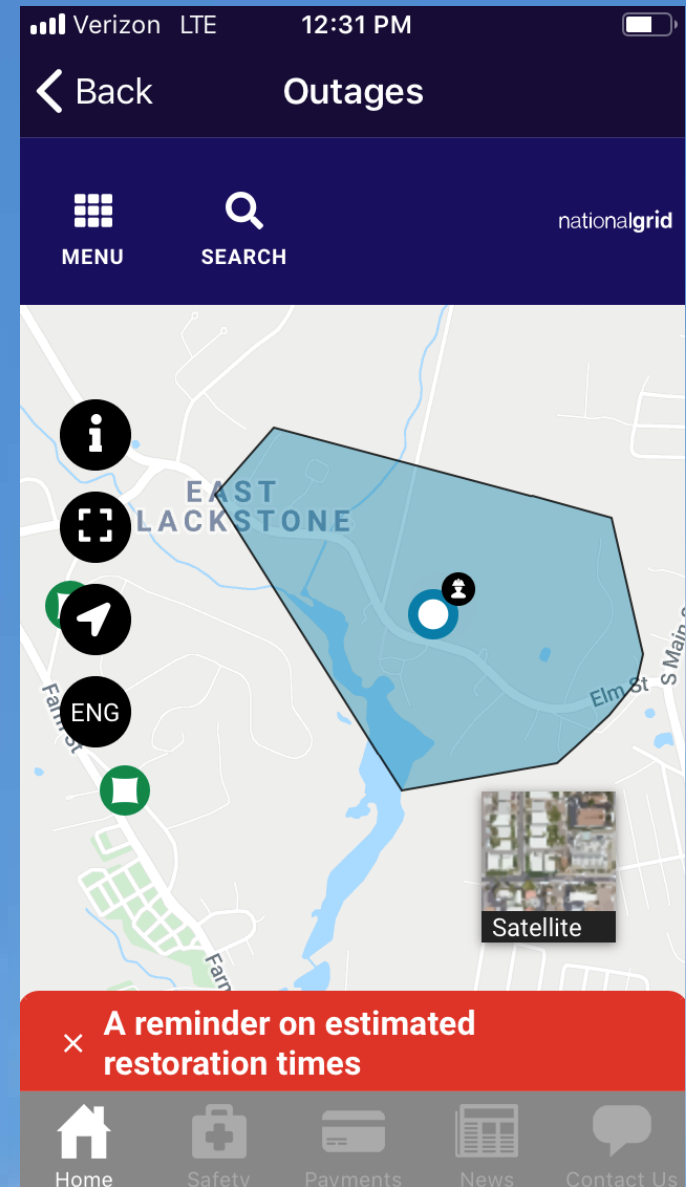 Verizon LTE 12:31 PM
Back Outages
MENU SEARCH nationalgrid
EAST
LACKSTONE
ENG
Farm St
Elm St
S Main
Satellite
Farm
A reminder on estimated
restoration times
Home Safety Payments News Contact Us